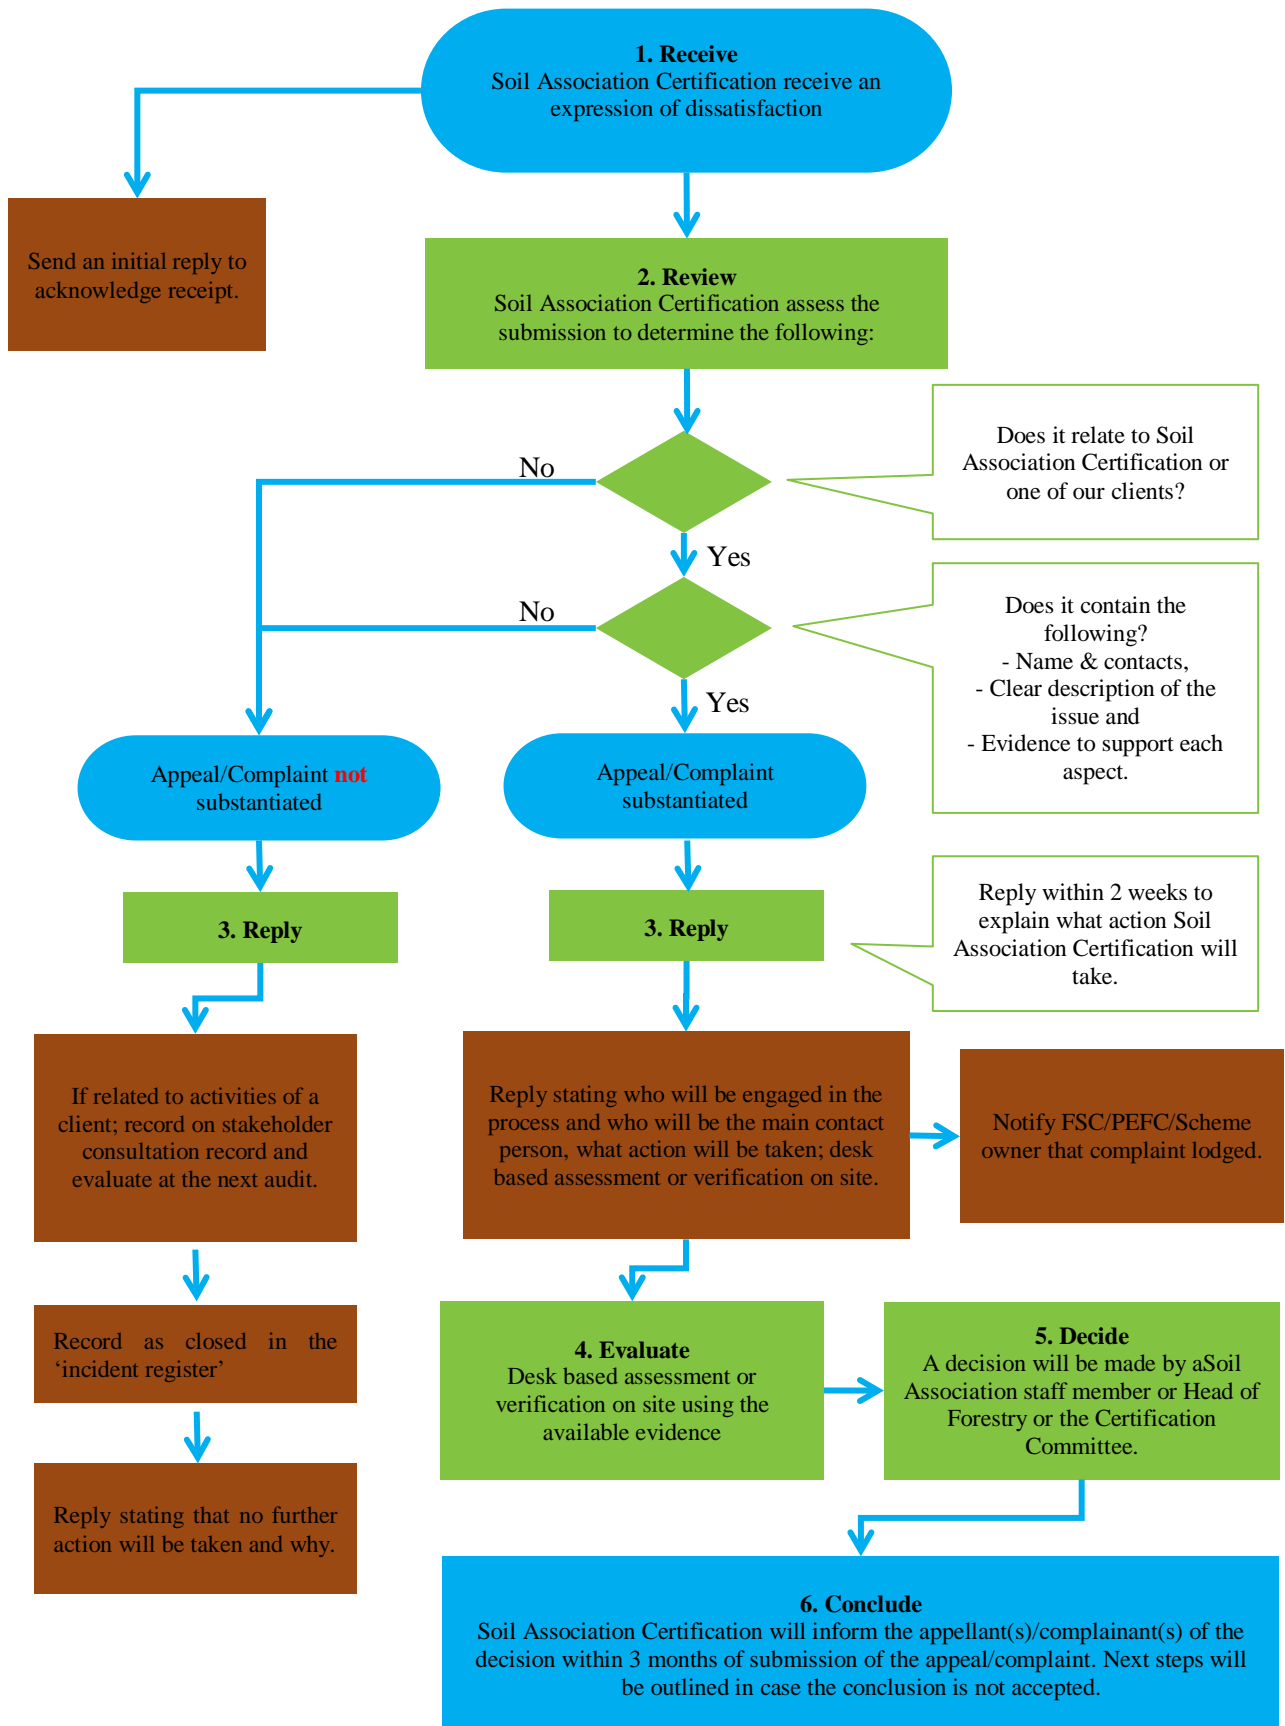 1. Receive
Soil Association Certification receive an
expression of dissatisfaction
Send an initial reply to
acknowledge receipt.
2. Review
Soil Association Certification assess the
submission to determine the following:
Does it relate to Soil
Association Certification or
one of our clients?
No
Yes
Does it contain the
following?
- Name & contacts,
- Clear description of the
issue and
- Evidence to support each
aspect.
No
Yes
Appeal/Complaint not
substantiated
Appeal/Complaint
substantiated
3. Reply
3. Reply
Reply within 2 weeks to
explain what action Soil
Association Certification will
take.
If related to activities of a
client; record on stakeholder
consultation record and
evaluate at the next audit.
Reply stating who will be engaged in the
process and who will be the main contact
person, what action will be taken; desk
based assessment or verification on site.
Notify FSC/PEFC/Scheme
owner that complaint lodged.
Record as closed in the
‘incident register’
4. Evaluate
Desk based assessment or
verification on site using the
available evidence
5. Decide
A decision will be made by aSoil
Association staff member or Head of
Forestry or the Certification
Committee.
Reply stating that no further
action will be taken and why.
6. Conclude
Soil Association Certification will inform the appellant(s)/complainant(s) of the
decision within 3 months of submission of the appeal/complaint. Next steps will
be outlined in case the conclusion is not accepted.